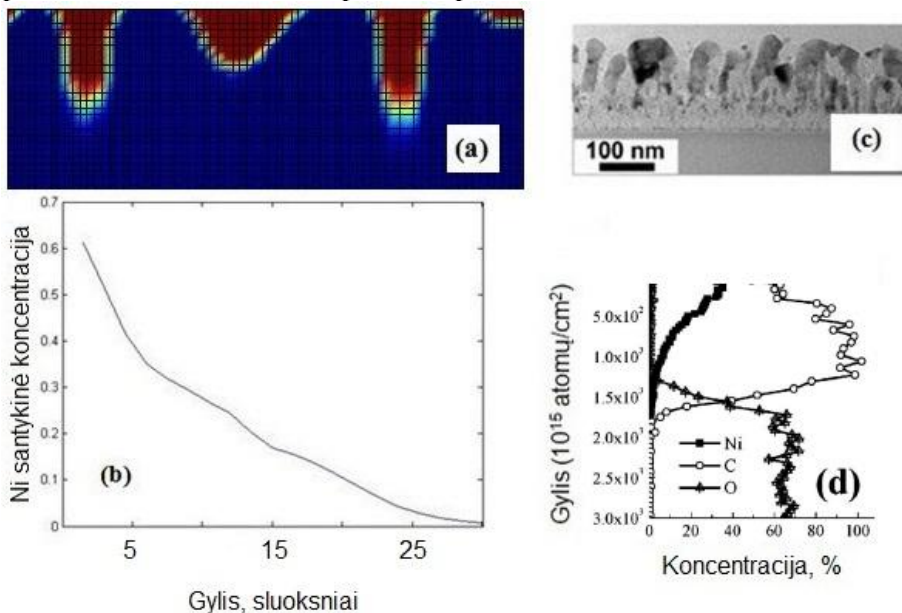 (a)
(c)
100 nm
Ni santykinė koncentracija
0.7
0.6
0.5
0.4
0.3
0.2
0.1
0
(b)
5
15
25
Gylis, sluoksniai
Gylis (10¹⁵ atomų/cm²)
5.0x10²
1.0x10³
1.5x10³
2.0x10³
2.5x10³
3.0x10³
Ni
C
O
(d)
0
20
40
60
80
100
Koncentracija, %